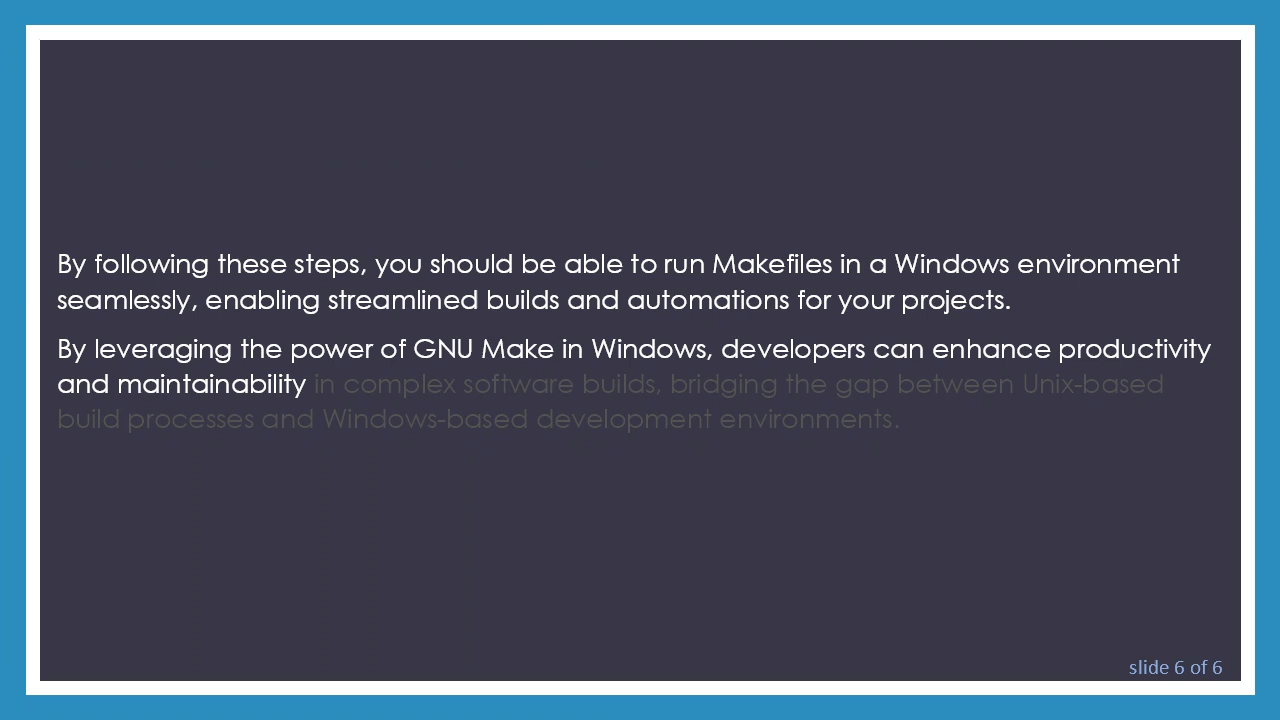 By following these steps, you should be able to run Makefiles in a Windows environment
seamlessly, enabling streamlined builds and automations for your projects.
By leveraging the power of GNU Make in Windows, developers can enhance productivity
and maintainability in complex software builds, bridging the gap between Unix-based
build processes and Windows-based development environments.
slide 6 of 6